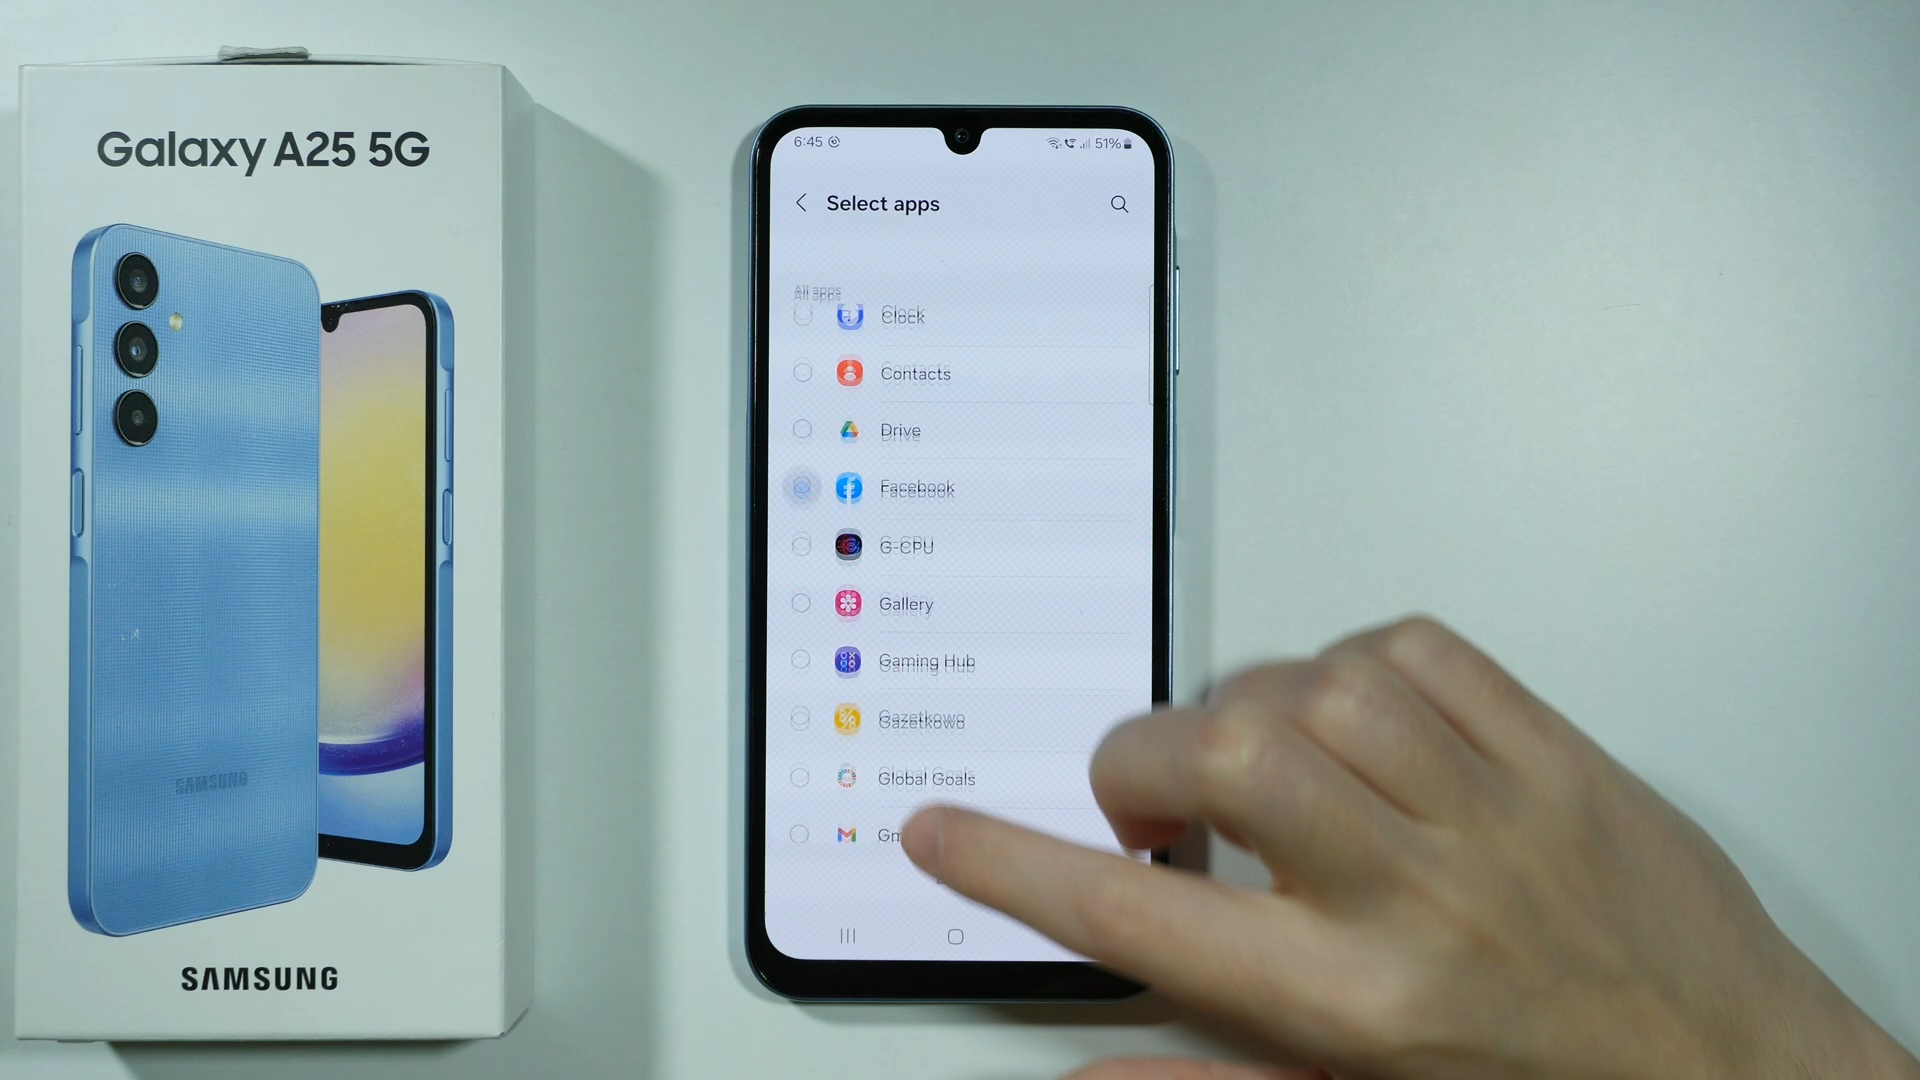 Galaxy A25 5G
SAMSUNG
SAMSUNG
6:45
51%
Select apps
All apps
Clock
Contacts
Drive
Facebook
G-CPU
Gallery
Gaming Hub
Gazetkowo
Global Goals
Gm